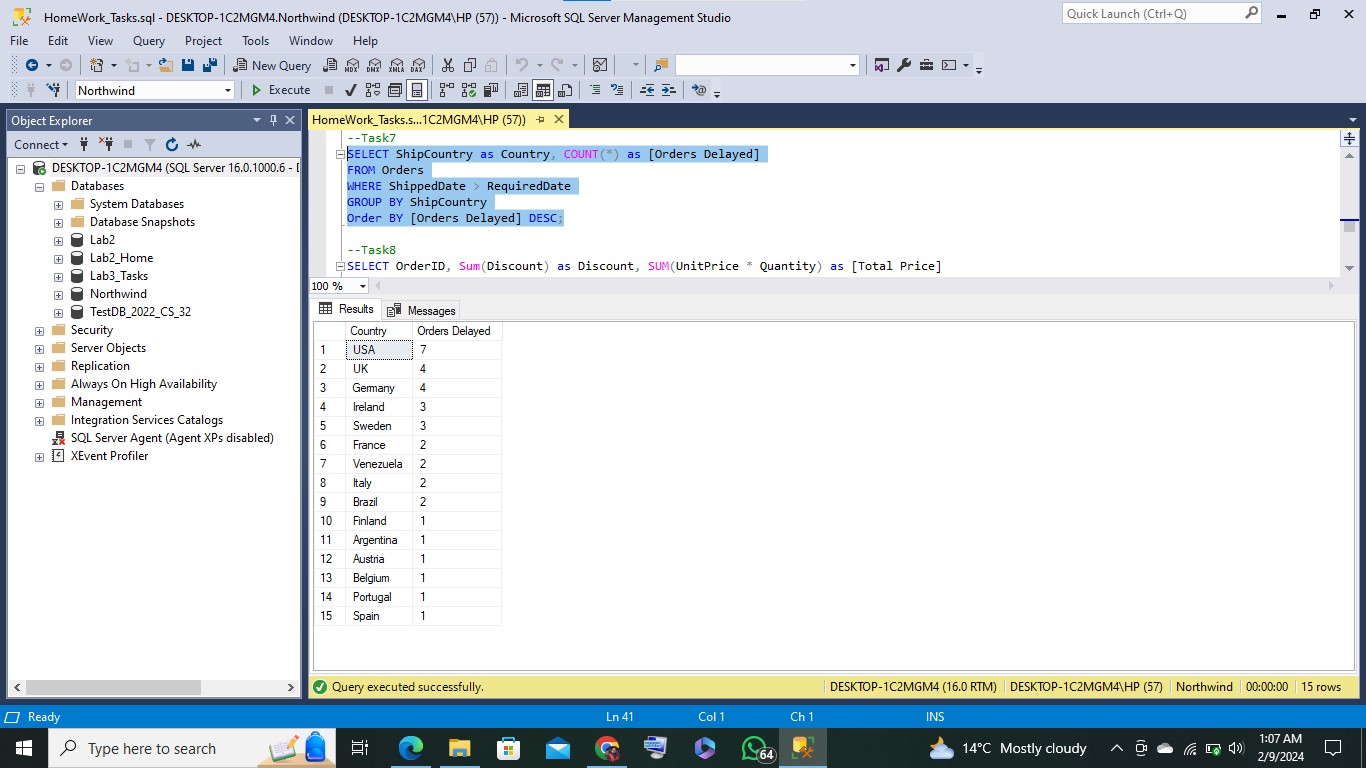 HomeWork_Tasks.sql - DESKTOP-1C2MGM4.Northwind (DESKTOP-1C2MGM4\HP (57)) - Microsoft SQL Server Management Studio
Quick Launch (Ctrl+Q)
File Edit View Query Project Tools Window Help
New Query MDX DMX XMLA DAX
Northwind Execute
Object Explorer
Connect
DESKTOP-1C2MGM4 (SQL Server 16.0.1000.6 - [
Databases
System Databases
Database Snapshots
Lab2
Lab2_Home
Lab3_Tasks
Northwind
TestDB_2022_CS_32
Security
Server Objects
Replication
Always On High Availability
Management
Integration Services Catalogs
SQL Server Agent (Agent XPs disabled)
XEvent Profiler
HomeWork_Tasks.s...1C2MGM4\HP (57))
--Task7
SELECT ShipCountry as Country, COUNT(*) as [Orders Delayed]
FROM Orders
WHERE ShippedDate > RequiredDate
GROUP BY ShipCountry
Order BY [Orders Delayed] DESC;
--Task8
SELECT OrderID, Sum(Discount) as Discount, SUM(UnitPrice * Quantity) as [Total Price]
100 %
Results Messages
Country Orders Delayed
1 USA 7
2 UK 4
3 Germany 4
4 Ireland 3
5 Sweden 3
6 France 2
7 Venezuela 2
8 Italy 2
9 Brazil 2
10 Finland 1
11 Argentina 1
12 Austria 1
13 Belgium 1
14 Portugal 1
15 Spain 1
Query executed successfully. DESKTOP-1C2MGM4 (16.0 RTM) DESKTOP-1C2MGM4\HP (57) Northwind 00:00:00 15 rows
Ready Ln 41 Col 1 Ch 1 INS
Type here to search 64 14°C Mostly cloudy 1:07 AM
2/9/2024